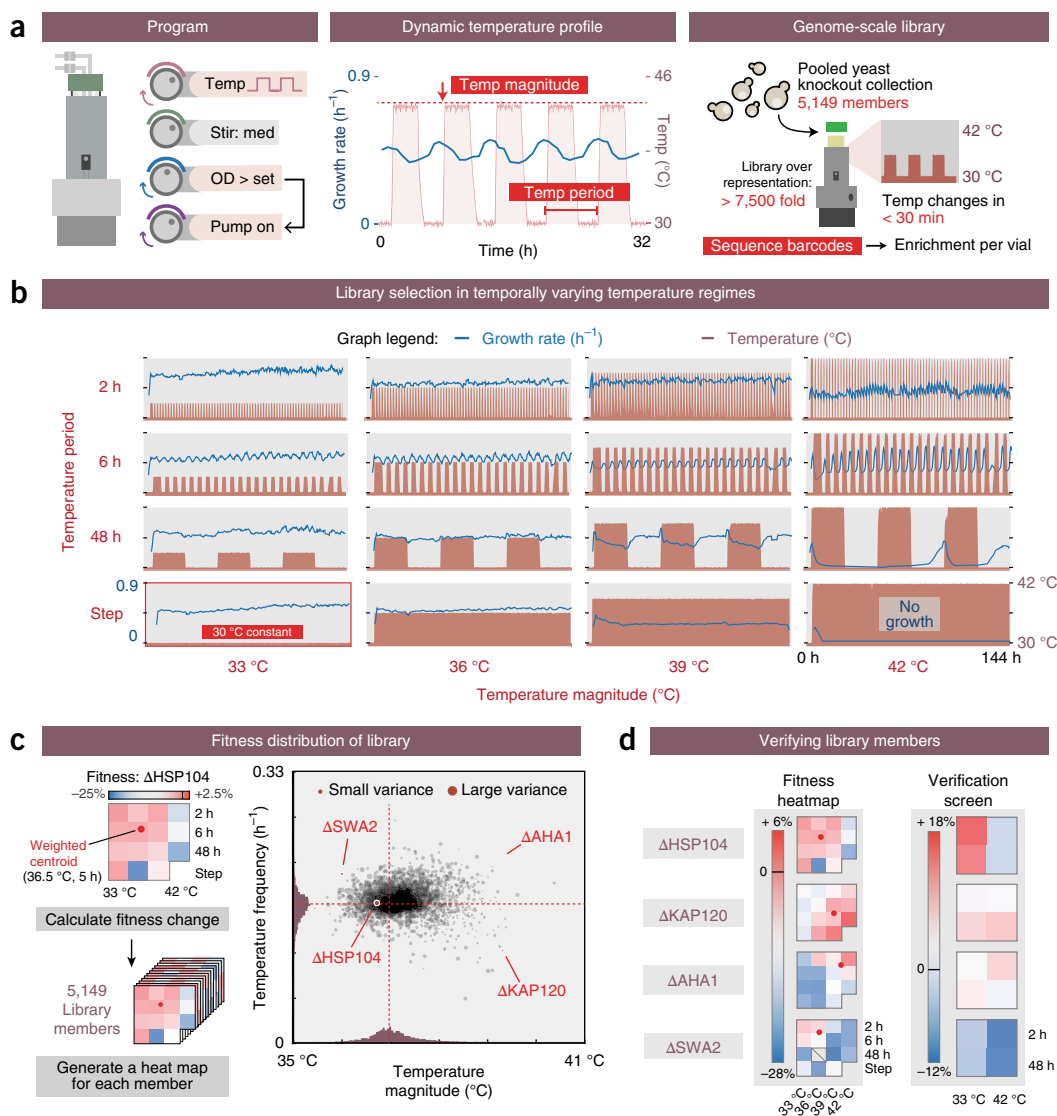 a
Program
Temp
Stir: med
OD > set
Pump on
Dynamic temperature profile
0.9
Growth rate (h−1)
0
46
Temp (°C)
30
Temp magnitude
Temp period
0
Time (h)
32
Genome-scale library
Pooled yeast
knockout collection
5,149 members
Library over
representation:
> 7,500 fold
42 °C
30 °C
Temp changes in
< 30 min
Sequence barcodes
Enrichment per vial
b
Library selection in temporally varying temperature regimes
Graph legend:
Growth rate (h−1)
Temperature (°C)
Temperature period
2 h
6 h
48 h
Step
0.9
0
30 °C constant
No
growth
42 °C
30 °C
0 h
144 h
33 °C
36 °C
39 °C
42 °C
Temperature magnitude (°C)
c
Fitness distribution of library
Fitness: ΔHSP104
−25%
+2.5%
2 h
6 h
48 h
Step
Weighted
centroid
(36.5 °C, 5 h)
33 °C
42 °C
Calculate fitness change
5,149
Library
members
Generate a heat map
for each member
0.33
Temperature frequency (h−1)
0
Small variance
Large variance
ΔSWA2
ΔAHA1
ΔHSP104
ΔKAP120
35 °C
Temperature
magnitude (°C)
41 °C
d
Verifying library members
Fitness
heatmap
Verification
screen
+ 6%
0
−28%
+ 18%
0
−12%
ΔHSP104
ΔKAP120
ΔAHA1
ΔSWA2
2 h
6 h
48 h
Step
33 °C
36 °C
39 °C
42 °C
2 h
48 h
33 °C
42 °C